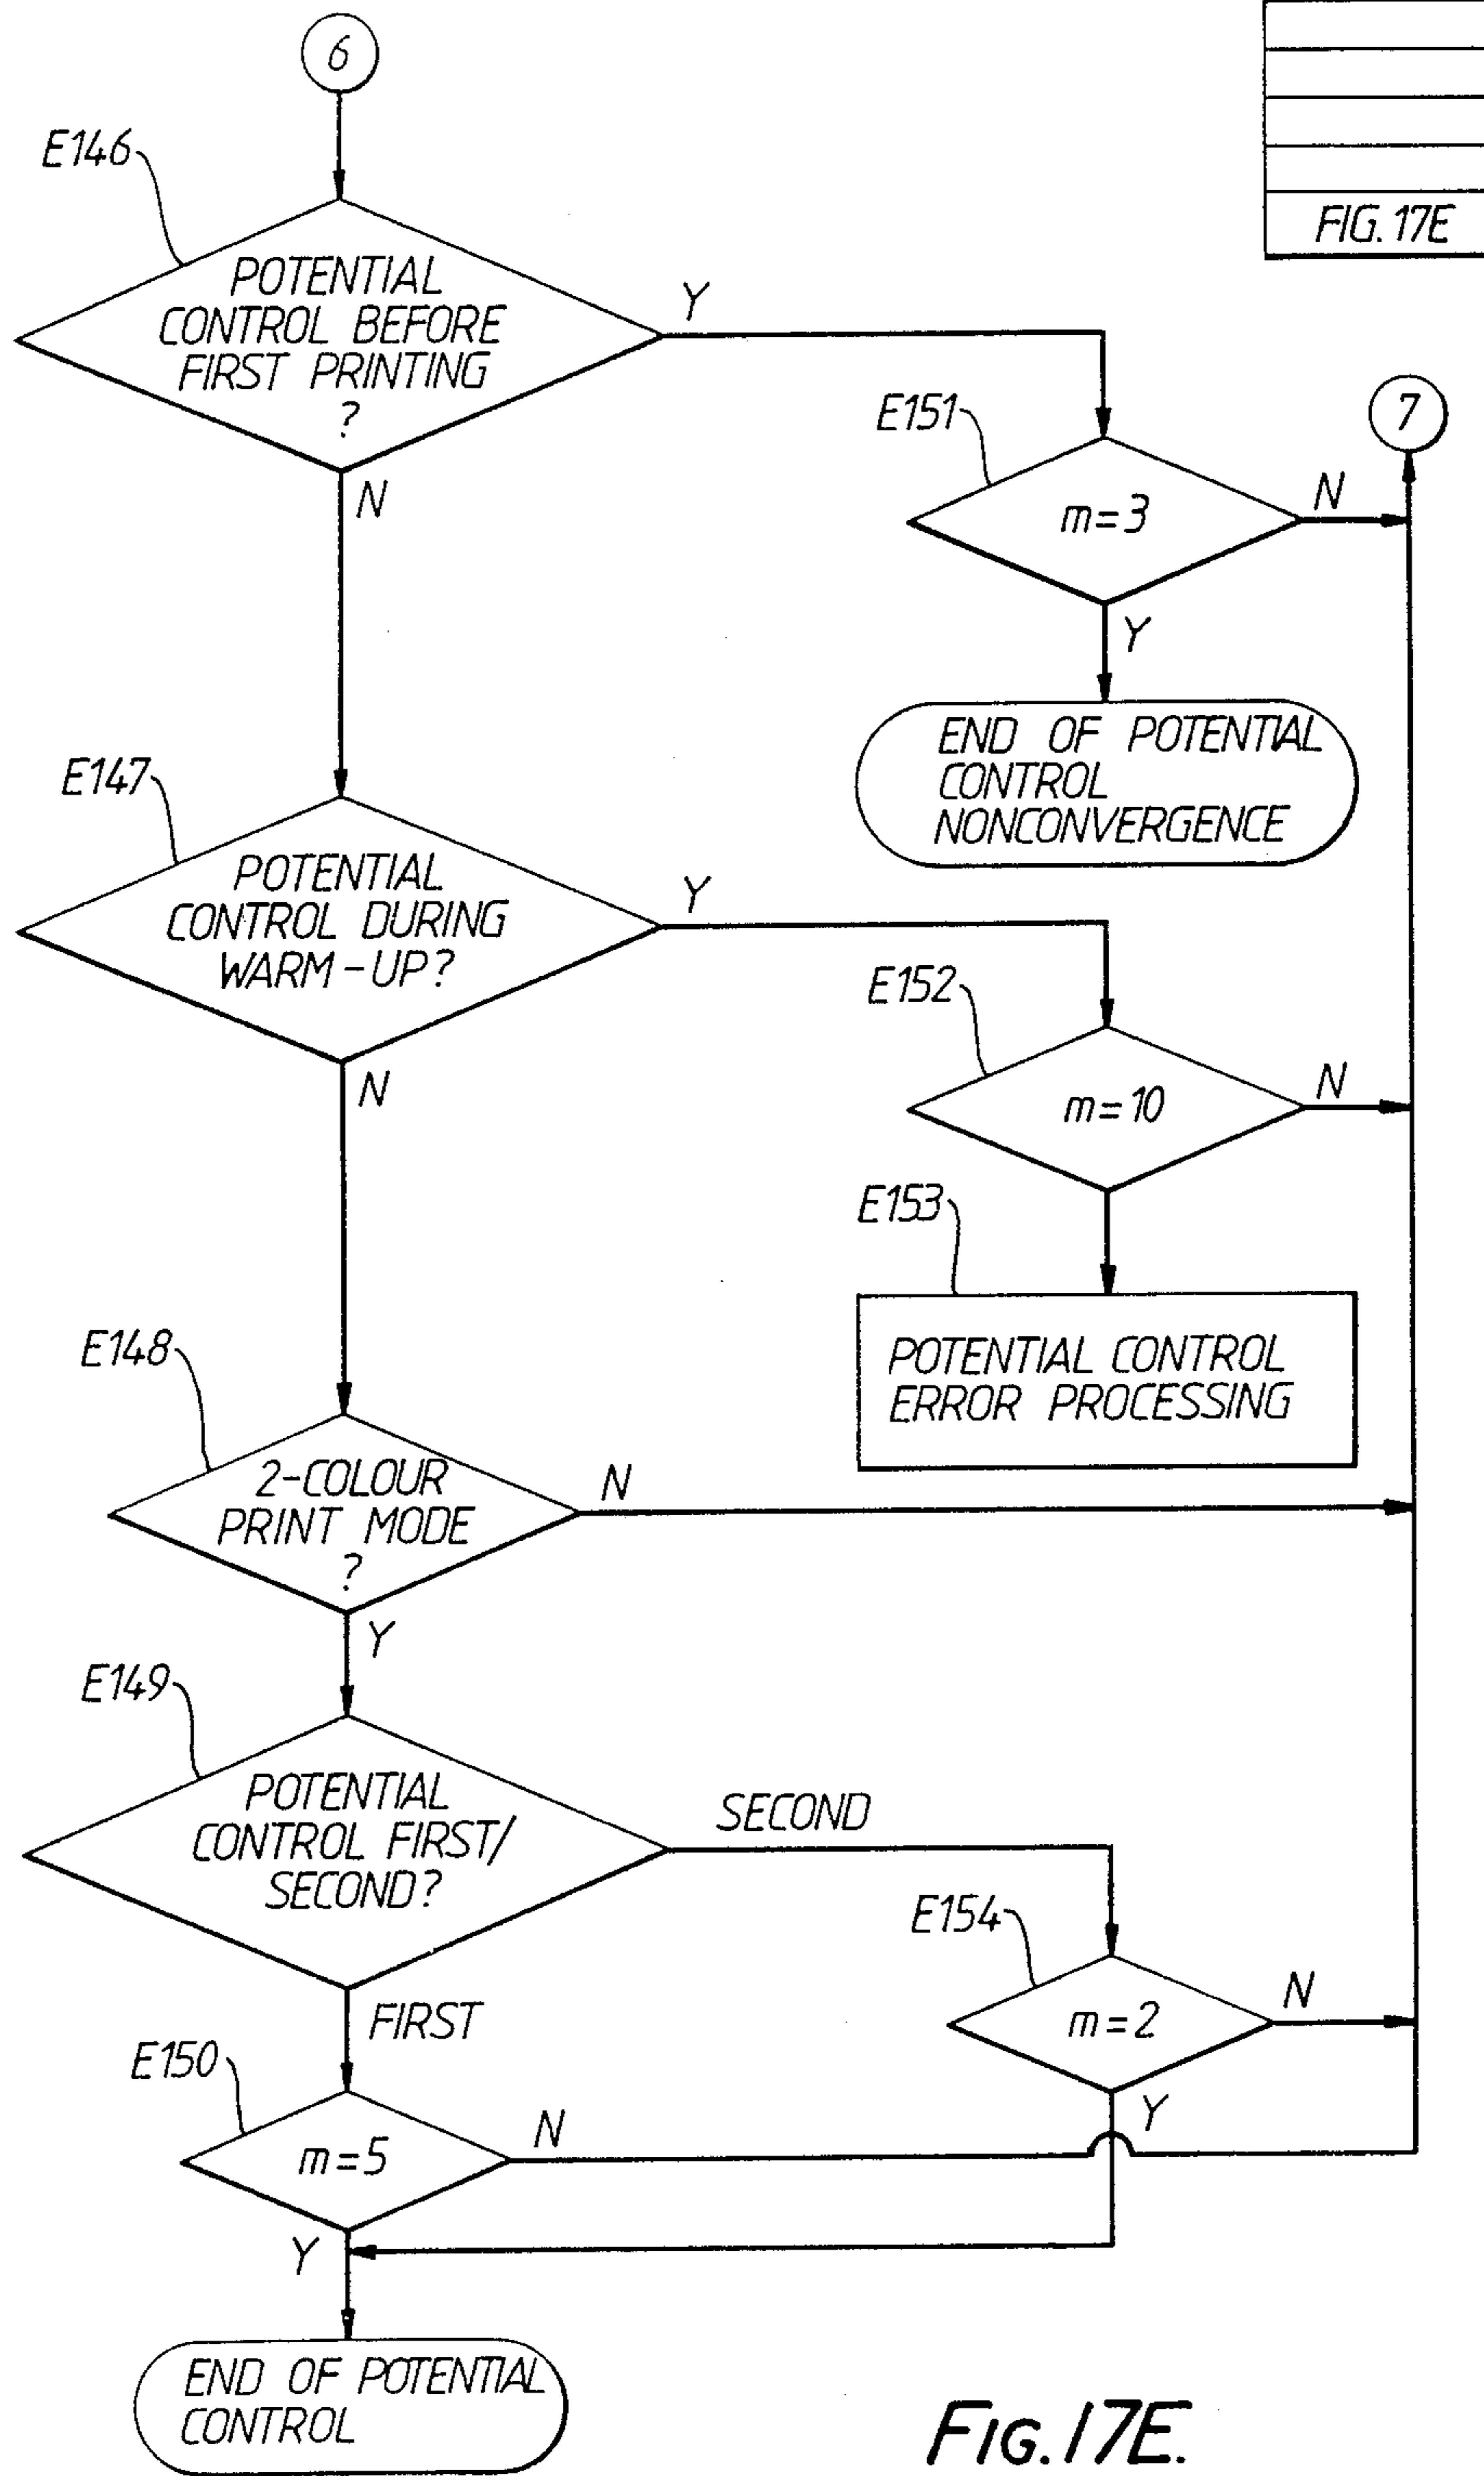 6
FIG. 17E
E146
POTENTIAL
CONTROL BEFORE
FIRST PRINTING
?
Y
N
E151
m=3
N
7
Y
END OF POTENTIAL
CONTROL
NONCONVERGENCE
E147
POTENTIAL
CONTROL DURING
WARM-UP?
Y
N
E152
m=10
N
E153
POTENTIAL CONTROL
ERROR PROCESSING
E148
2-COLOUR
PRINT MODE
?
N
Y
E149
POTENTIAL
CONTROL FIRST/
SECOND?
SECOND
FIRST
E154
m=2
N
Y
E150
m=5
N
Y
END OF POTENTIAL
CONTROL
FIG. 17E.